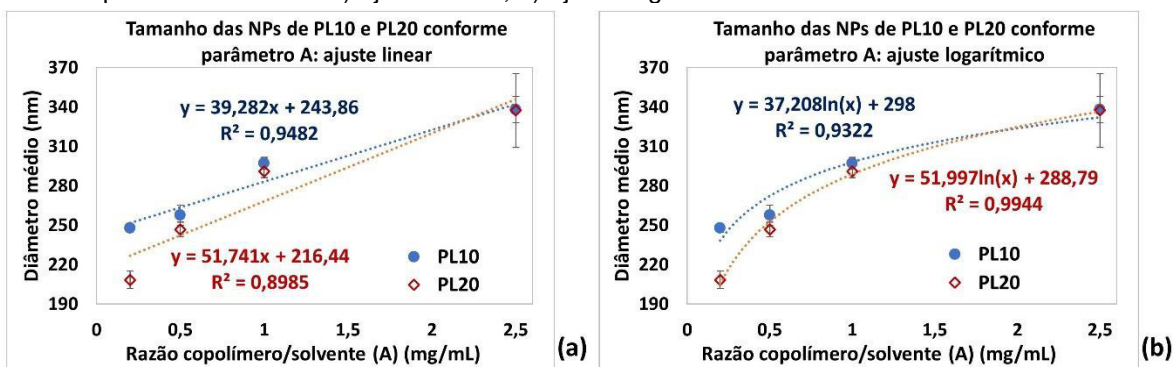 Tamanho das NPs de PL10 e PL20 conforme
parâmetro A: ajuste linear
Diâmetro médio (nm)
370
340
310
280
250
220
190
y = 39,282x + 243,86
R² = 0,9482
y = 51,741x + 216,44
R² = 0,8985
PL10
PL20
0
0,5
1
1,5
2
2,5
Razão copolímero/solvente (A) (mg/mL)
(a)
Tamanho das NPs de PL10 e PL20 conforme
parâmetro A: ajuste logarítmico
Diâmetro médio (nm)
370
340
310
280
250
220
190
y = 37,208ln(x) + 298
R² = 0,9322
y = 51,997ln(x) + 288,79
R² = 0,9944
PL10
PL20
0
0,5
1
1,5
2
2,5
Razão copolímero/solvente (A) (mg/mL)
(b)